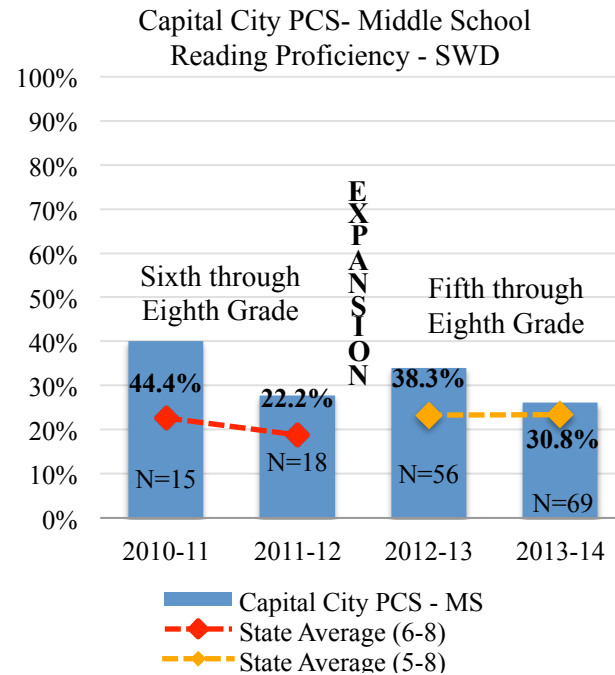 Capital City PCS- Middle School
Reading Proficiency - SWD
100%
90%
80%
70%
60%
50%
40%
30%
20%
10%
0%
EXPANSION
Sixth through
Eighth Grade
Fifth through
Eighth Grade
44.4%
22.2%
38.3%
30.8%
N=15
N=18
N=56
N=69
2010-11
2011-12
2012-13
2013-14
Capital City PCS - MS
State Average (6-8)
State Average (5-8)